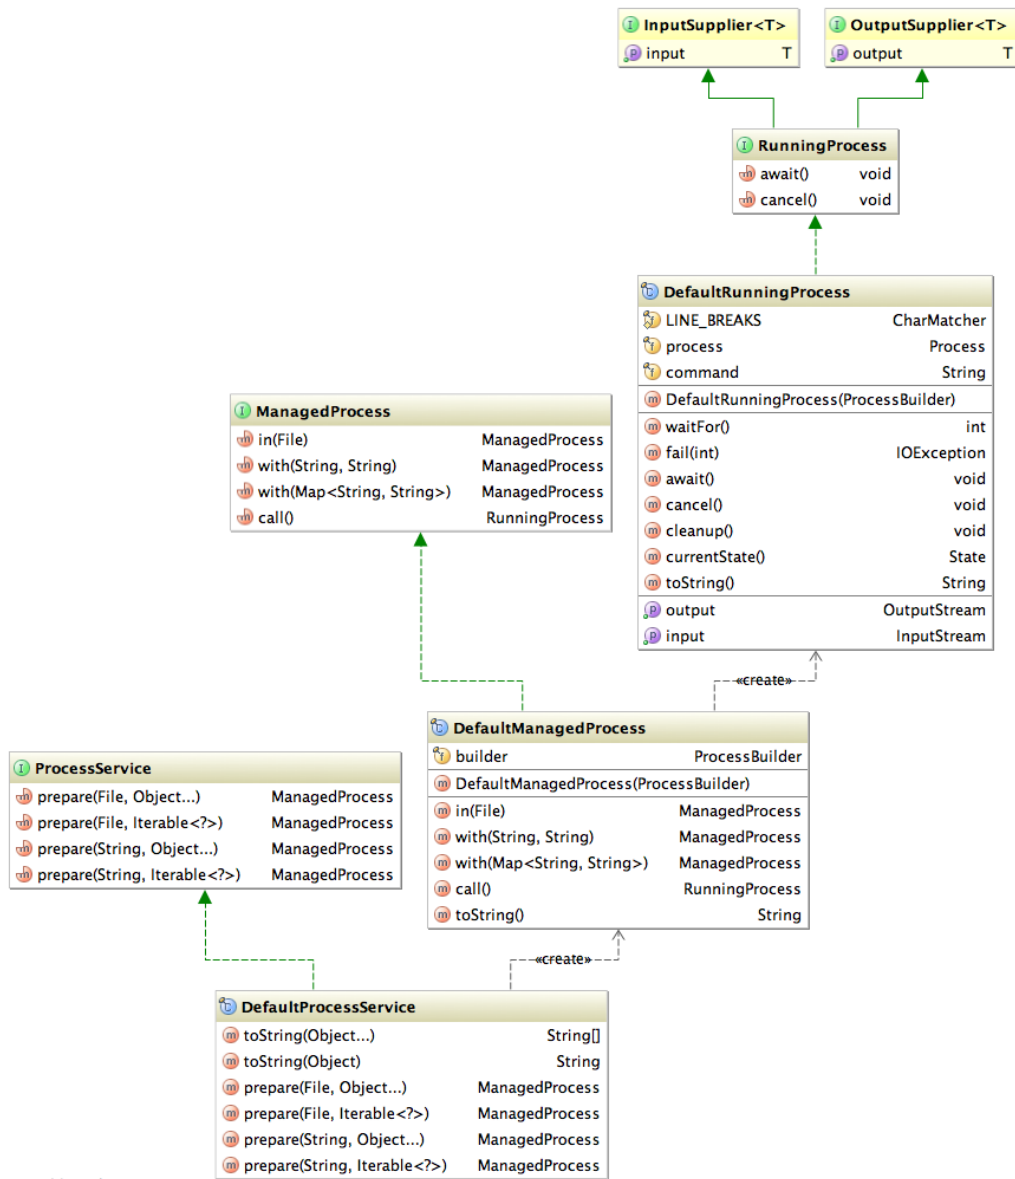 InputSupplier<T>
input T
OutputSupplier<T>
output T
RunningProcess
await() void
cancel() void
DefaultRunningProcess
LINE_BREAKS CharMatcher
process Process
command String
DefaultRunningProcess(ProcessBuilder)
waitFor() int
fail(int) IOException
await() void
cancel() void
cleanup() void
currentState() State
toString() String
output OutputStream
input InputStream
ManagedProcess
in(File) ManagedProcess
with(String, String) ManagedProcess
with(Map<String, String>) ManagedProcess
call() RunningProcess
«create»
DefaultManagedProcess
builder ProcessBuilder
DefaultManagedProcess(ProcessBuilder)
in(File) ManagedProcess
with(String, String) ManagedProcess
with(Map<String, String>) ManagedProcess
call() RunningProcess
toString() String
ProcessService
prepare(File, Object...) ManagedProcess
prepare(File, Iterable<?>) ManagedProcess
prepare(String, Object...) ManagedProcess
prepare(String, Iterable<?>) ManagedProcess
«create»
DefaultProcessService
toString(Object...) String[]
toString(Object) String
prepare(File, Object...) ManagedProcess
prepare(File, Iterable<?>) ManagedProcess
prepare(String, Object...) ManagedProcess
prepare(String, Iterable<?>) ManagedProcess